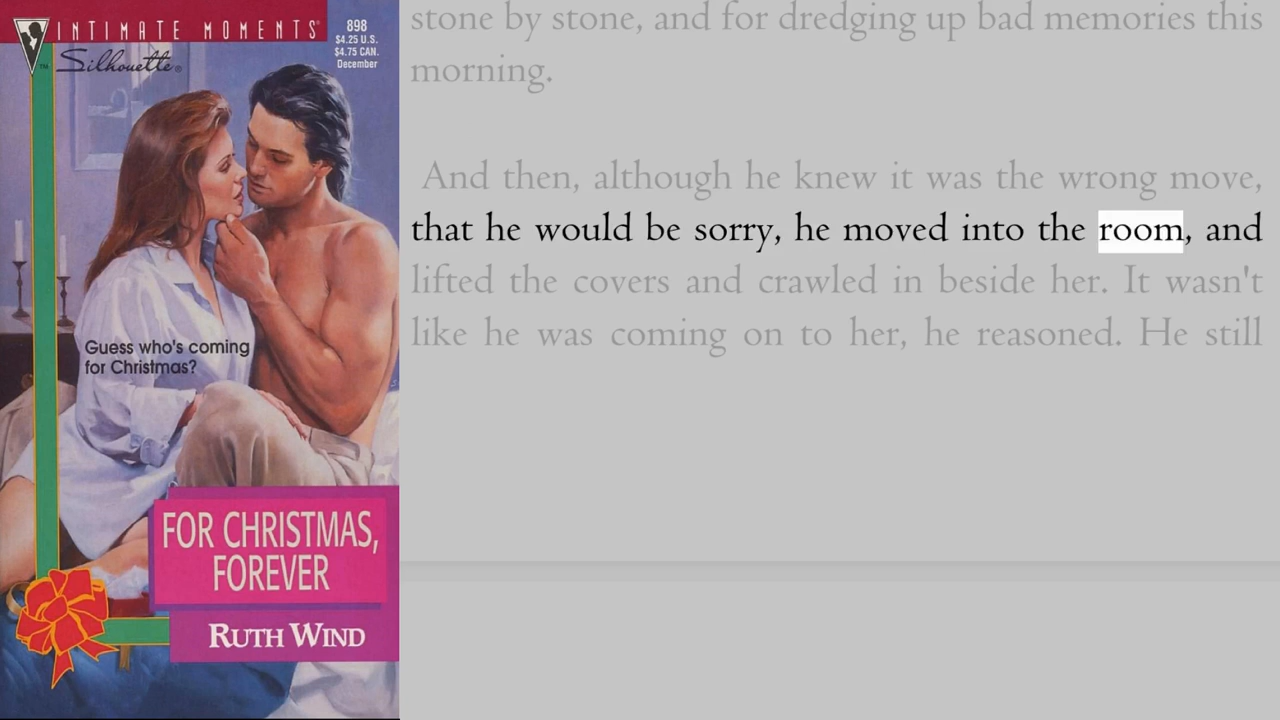 INTIMATE MOMENTS®
898
$4.25 U.S.
$4.75 CAN.
December
™
Silhouette®
Guess who's coming
for Christmas?
FOR CHRISTMAS,
FOREVER
RUTH WIND
stone by stone, and for dredging up bad memories this
morning.
And then, although he knew it was the wrong move,
that he would be sorry, he moved into the room, and
lifted the covers and crawled in beside her. It wasn't
like he was coming on to her, he reasoned. He still